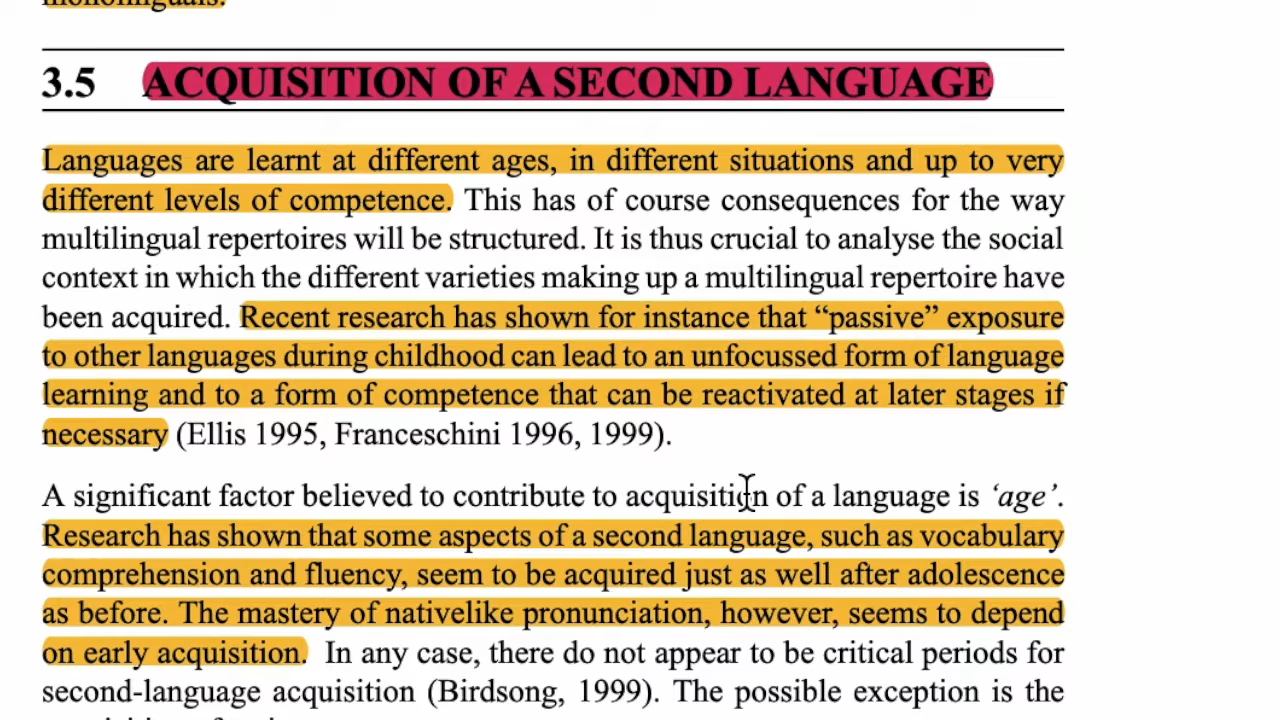 monolinguals.
3.5 ACQUISITION OF A SECOND LANGUAGE
Languages are learnt at different ages, in different situations and up to very
different levels of competence. This has of course consequences for the way
multilingual repertoires will be structured. It is thus crucial to analyse the social
context in which the different varieties making up a multilingual repertoire have
been acquired. Recent research has shown for instance that “passive” exposure
to other languages during childhood can lead to an unfocussed form of language
learning and to a form of competence that can be reactivated at later stages if
necessary (Ellis 1995, Franceschini 1996, 1999).
A significant factor believed to contribute to acquisition of a language is ‘age’.
Research has shown that some aspects of a second language, such as vocabulary
comprehension and fluency, seem to be acquired just as well after adolescence
as before. The mastery of nativelike pronunciation, however, seems to depend
on early acquisition. In any case, there do not appear to be critical periods for
second-language acquisition (Birdsong, 1999). The possible exception is the